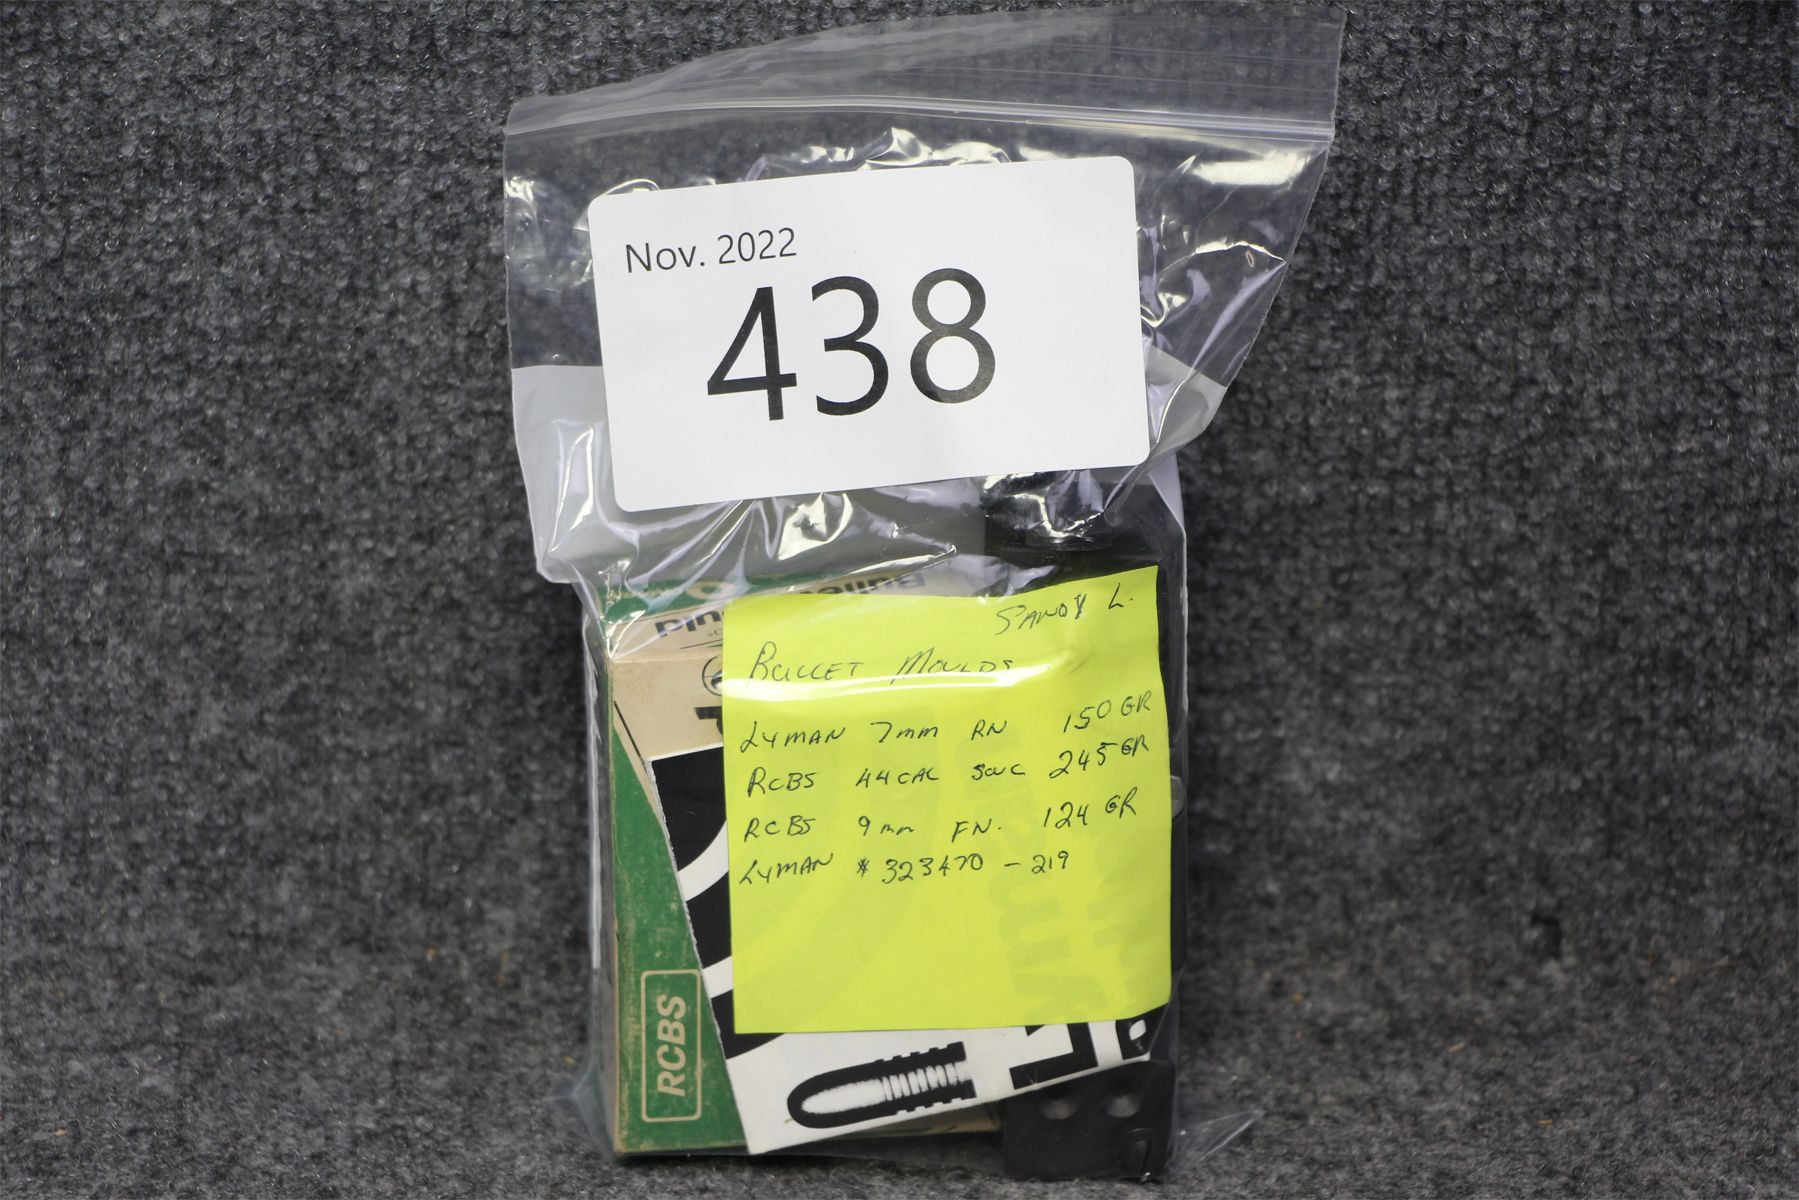 Nov. 2022
438
SANDY L.
BULLET MOULDS
LYMAN 7mm RN 150 GR
RCBS 44 CAL SWC 245 GR
RCBS 9mm FN. 124 GR
LYMAN # 323470 - 219
RCBS